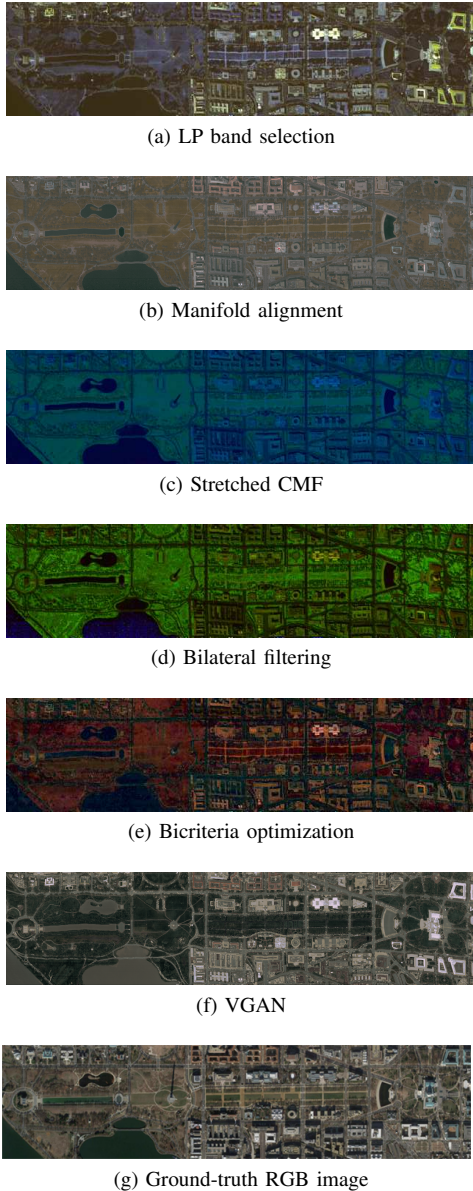 (a) LP band selection
(b) Manifold alignment
(c) Stretched CMF
(d) Bilateral filtering
(e) Bicriteria optimization
(f) VGAN
(g) Ground-truth RGB image